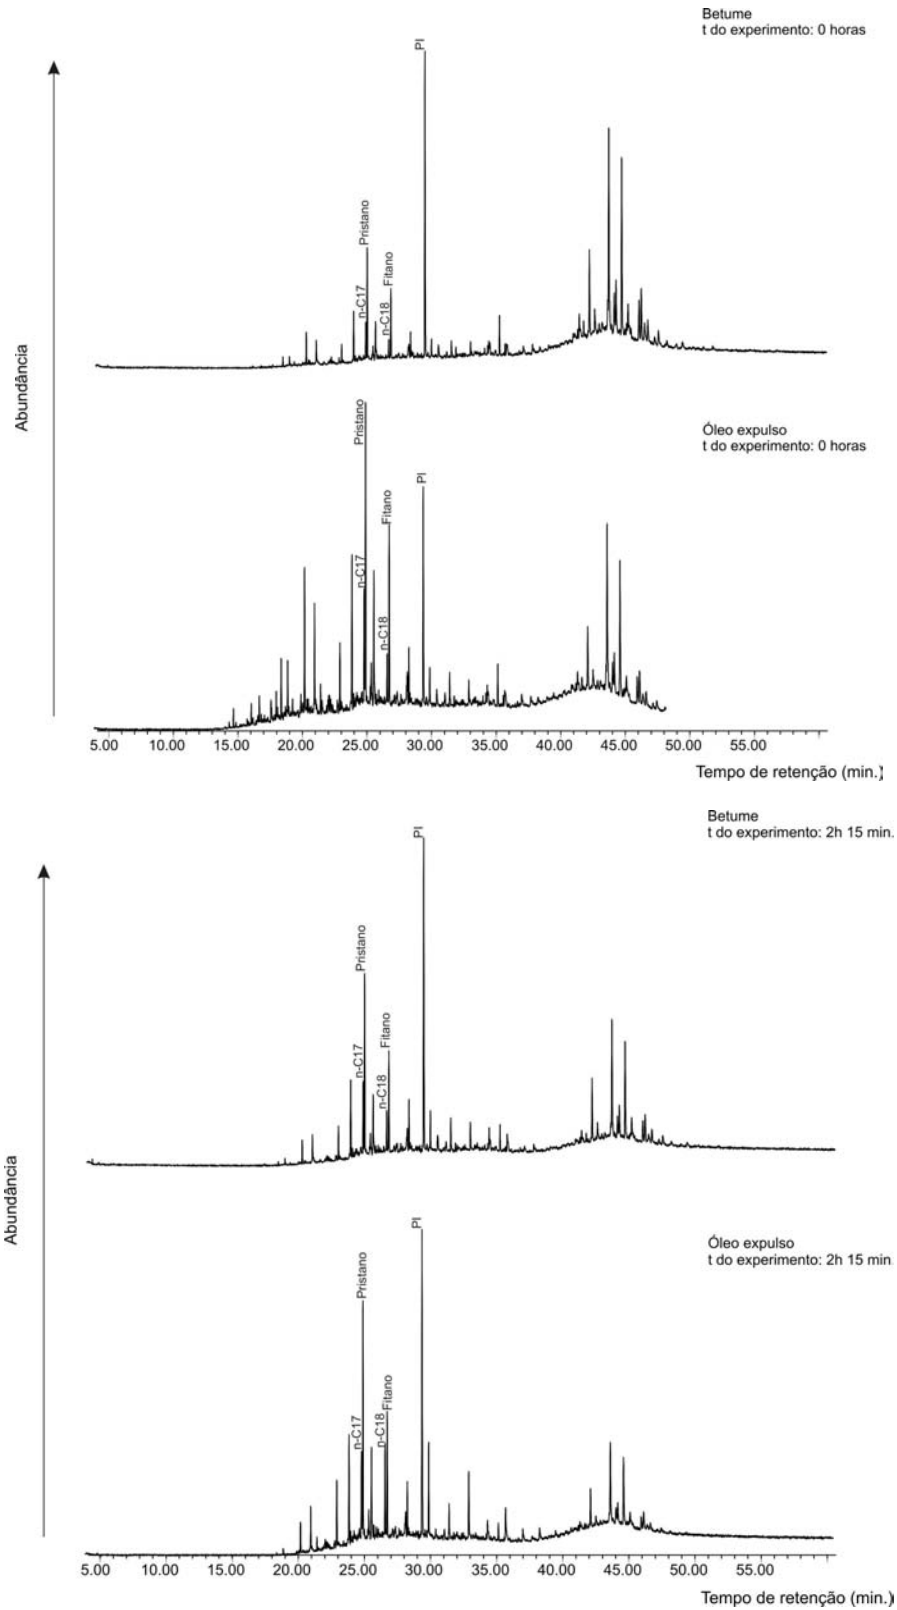 Betume
t do experimento: 0 horas
PI
Pristano
n-C17
Fitano
n-C18
Abundância
Óleo expulso
t do experimento: 0 horas
Pristano
n-C17
Fitano
n-C18
PI
5.00 10.00 15.00 20.00 25.00 30.00 35.00 40.00 45.00 50.00 55.00
Tempo de retenção (min.)
Betume
t do experimento: 2h 15 min.
PI
Pristano
n-C17
Fitano
n-C18
Abundância
Óleo expulso
t do experimento: 2h 15 min
PI
Pristano
n-C17
Fitano
n-C18
5.00 10.00 15.00 20.00 25.00 30.00 35.00 40.00 45.00 50.00 55.00
Tempo de retenção (min.)